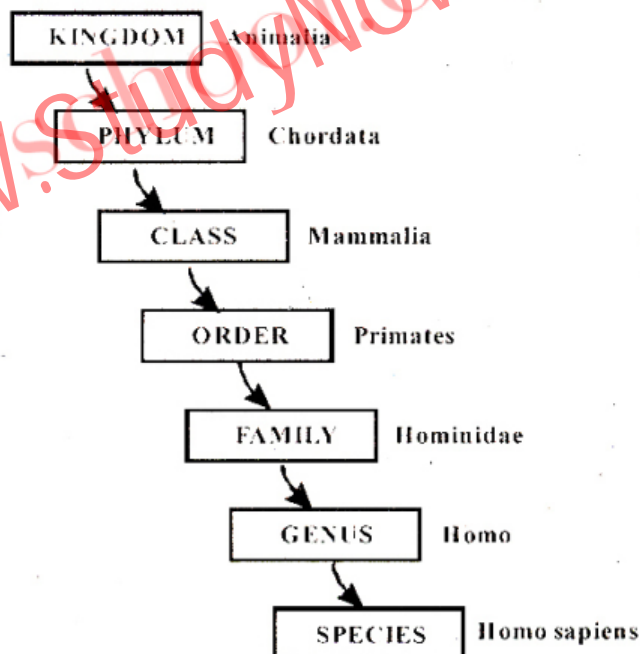 KINGDOM Animalia
PHYLUM Chordata
CLASS Mammalia
ORDER Primates
FAMILY Hominidae
GENUS Homo
SPECIES Homo sapiens